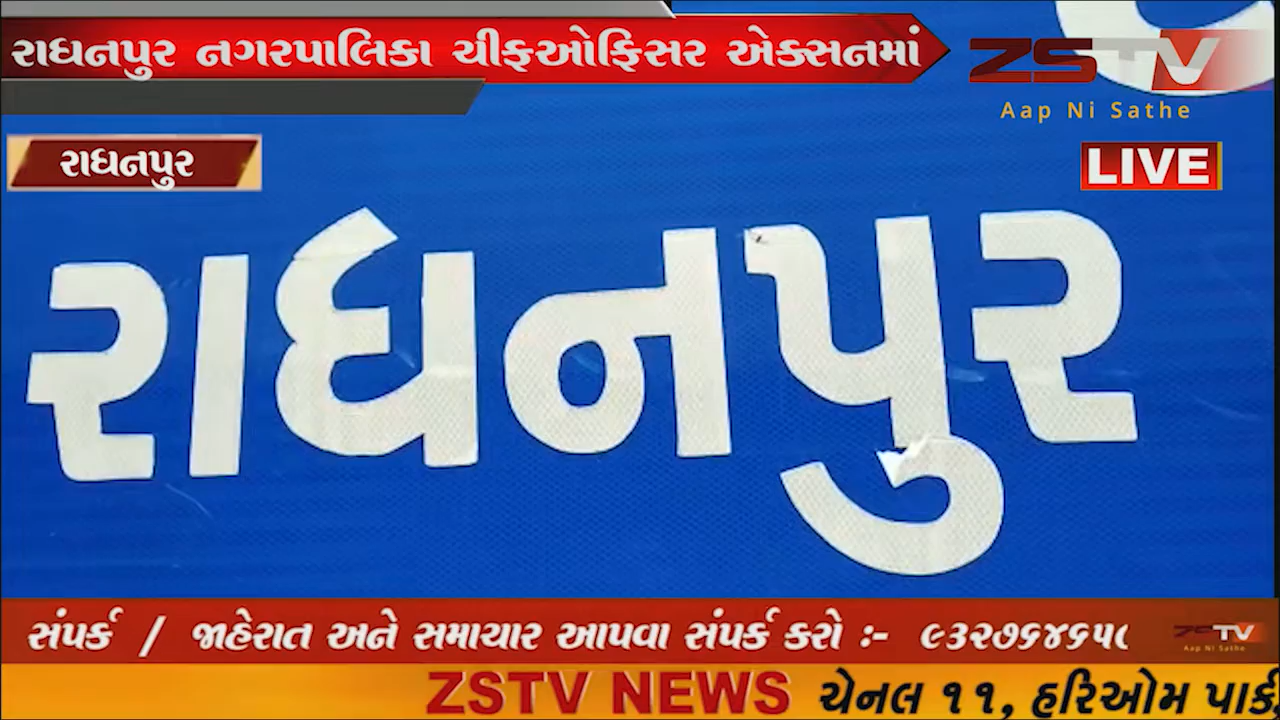 રાધનપુર નગરપાલિકા ચીફઓફિસર એક્સનમાં
ZSTV
Aap Ni Sathe
રાધનપુર
LIVE
રાધનપુર
સંપર્ક / જાહેરાત અને સમાચાર આપવા સંપર્ક કરો :- ૯૩૨૭૬૪૬૫૮
ZSTV
Aap Ni Sathe
ZSTV NEWS ચેનલ ૧૧, હરિઓમ પાર્ક,